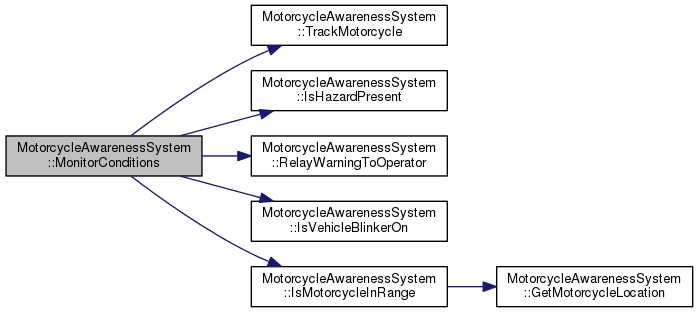 MotorcycleAwarenessSystem
::TrackMotorcycle
MotorcycleAwarenessSystem
::IsHazardPresent
MotorcycleAwarenessSystem
::MonitorConditions
MotorcycleAwarenessSystem
::RelayWarningToOperator
MotorcycleAwarenessSystem
::IsVehicleBlinkerOn
MotorcycleAwarenessSystem
::IsMotorcycleInRange
MotorcycleAwarenessSystem
::GetMotorcycleLocation